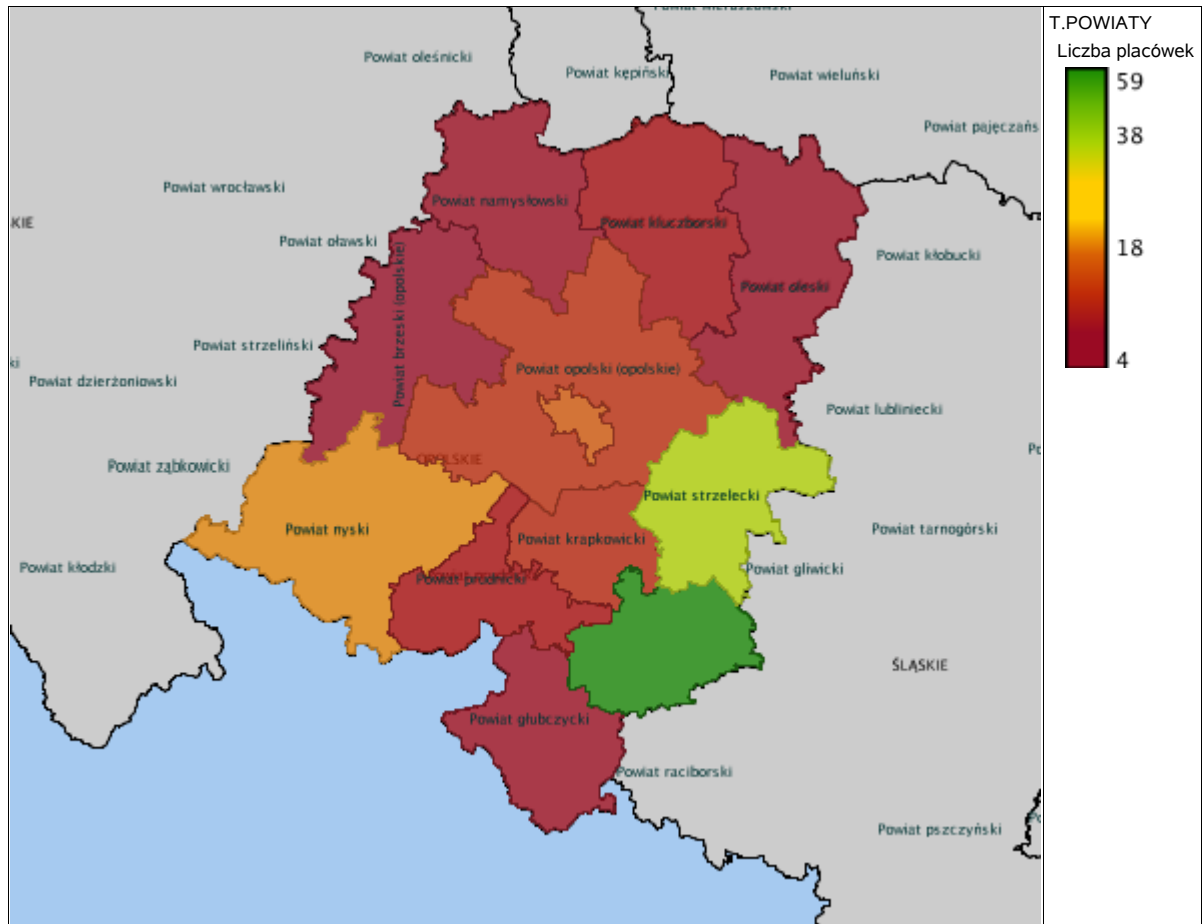 T.POWIATY
Liczba placówek
59
38
18
4
Powiat oleśnicki
Powiat kępiński
Powiat wieluński
Powiat pajęczańs
Powiat wrocławski
Powiat namysłowski
Powiat kluczborski
KIE
Powiat oławski
Powiat kłobucki
Powiat oleski
Powiat brzeski (opolskie)
Powiat strzeliński
ki
Powiat dzierżoniowski
Powiat opolski (opolskie)
Powiat lubliniecki
Powiat ząbkowicki
OPOLSKIE
Powiat strzelecki
Powiat nyski
Powiat krapkowicki
Powiat tarnogórski
Powiat kłodzki
Powiat prudnicki
Powiat gliwicki
ŚLĄSKIE
Powiat głubczycki
Powiat raciborski
Powiat pszczyński